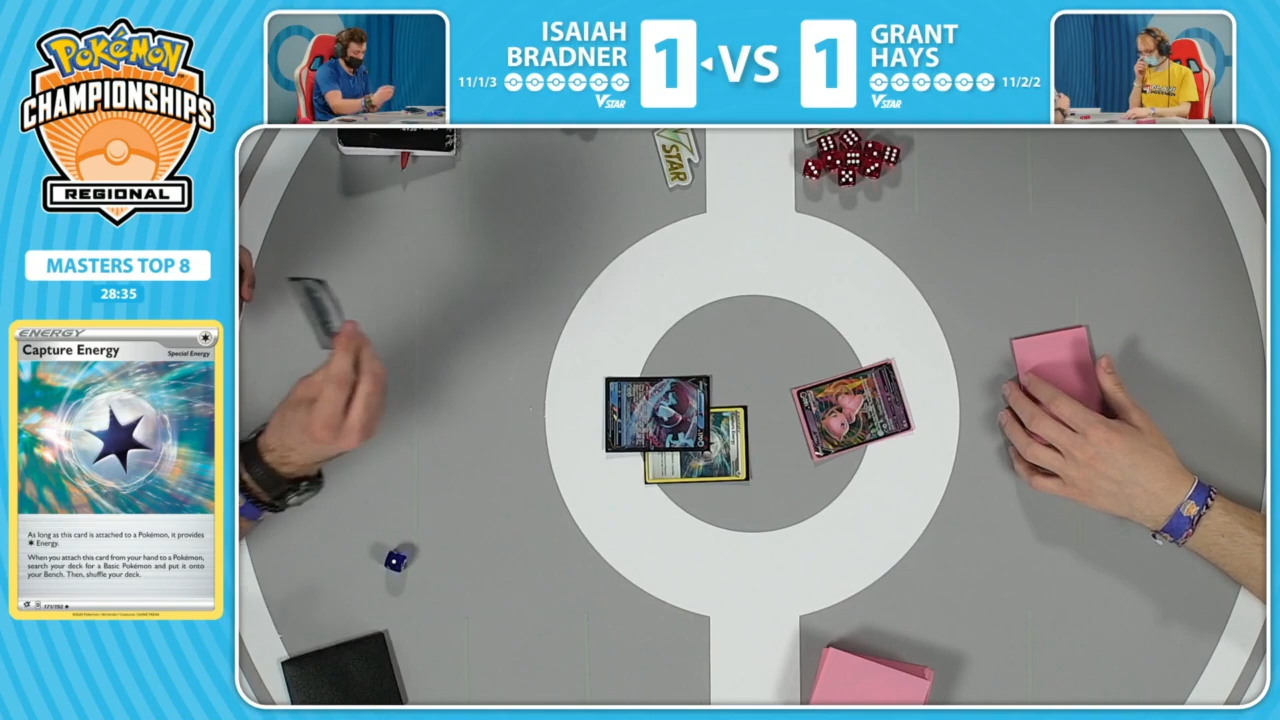 Pokémon
CHAMPIONSHIPS
REGIONAL
MASTERS TOP 8
28:35
ISAIAH
BRADNER
11/1/3
VSTAR
1
VS
1
GRANT
HAYS
11/2/2
VSTAR
ENERGY
Capture Energy
Special Energy
As long as this card is attached to a Pokémon, it provides
Energy.
When you attach this card from your hand to a Pokémon,
search your deck for a Basic Pokémon and put it onto
your Bench. Then, shuffle your deck.
171/192
VSTAR